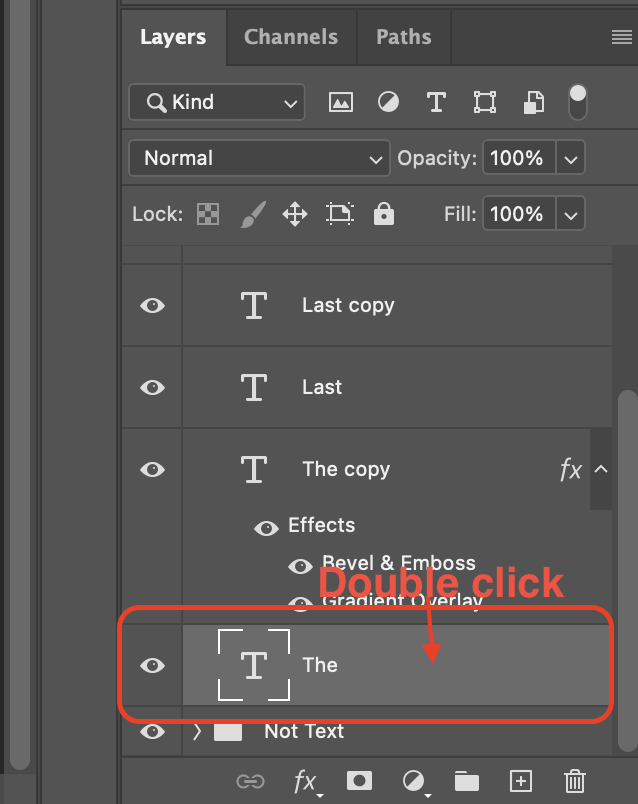 Layers Channels Paths
Kind T
Normal Opacity: 100%
Lock: Fill: 100%
T Last copy
T Last
T The copy fx
Effects
Bevel & Emboss
Double click
Gradient Overlay
T The
Not Text
fx